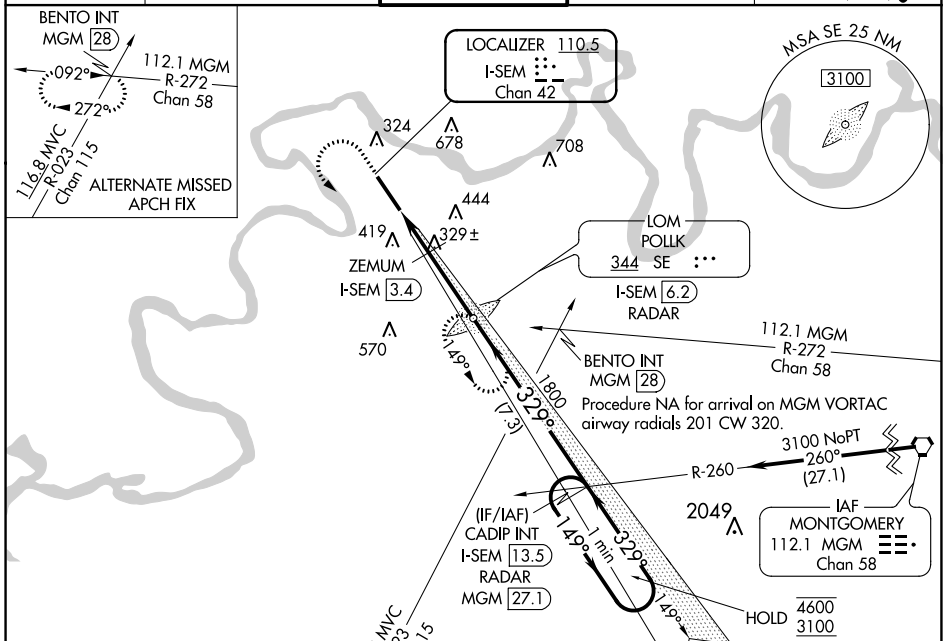 BENTO INT
MGM 28
092°
272°
112.1 MGM
R-272
Chan 58
116.8 MVC
R-023
Chan 115
ALTERNATE MISSED
APCH FIX
LOCALIZER 110.5
I-SEM
Chan 42
MSA SE 25 NM
3100
324
678
708
444
419
329±
ZEMUM
I-SEM 3.4
570
LOM
POLLK
344 SE
I-SEM 6.2
RADAR
112.1 MGM
R-272
Chan 58
BENTO INT
MGM 28
149°
1800
329°
(7.3)
Procedure NA for arrival on MGM VORTAC
airway radials 201 CW 320.
3100 NoPT
260°
(27.1)
R-260
2049
IAF
MONTGOMERY
112.1 MGM
Chan 58
(IF/IAF)
CADIP INT
I-SEM 13.5
RADAR
MGM 27.1
149°
1 min
329°
149°
HOLD 4600
3100
MVC